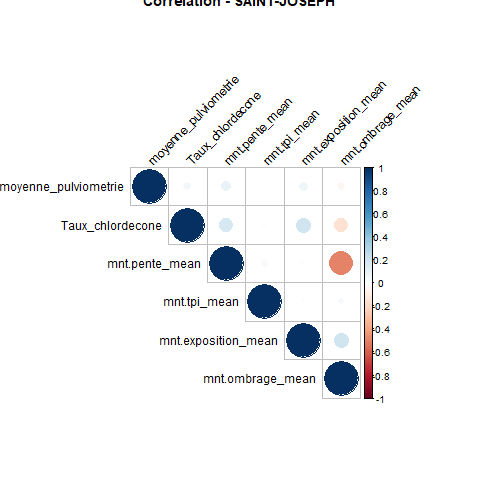 Correlation - SAINT-JOSEPH
moyenne_pulviometrie
Taux_chlordecone
mnt.pente_mean
mnt.tpi_mean
mnt.exposition_mean
mnt.ombrage_mean
moyenne_pulviometrie
Taux_chlordecone
mnt.pente_mean
mnt.tpi_mean
mnt.exposition_mean
mnt.ombrage_mean
1
0.8
0.6
0.4
0.2
0
-0.2
-0.4
-0.6
-0.8
-1